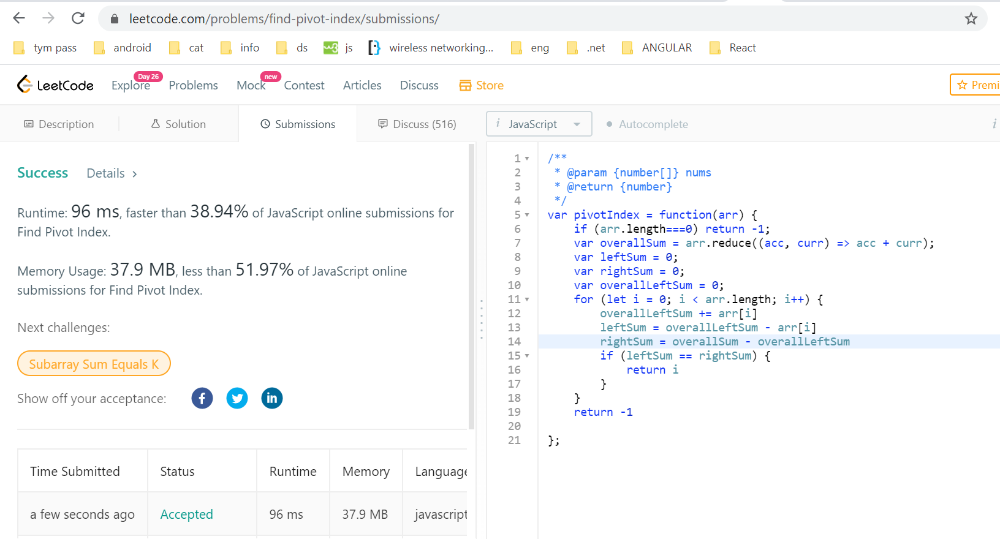 leetcode.com/problems/find-pivot-index/submissions/
tym pass android cat info ds w3 js wireless networking... eng .net ANGULAR React
LeetCode Explore Day 26 Problems Mock new Contest Articles Discuss Store Premi
Description Solution Submissions Discuss (516) i JavaScript Autocomplete i
Success Details >
Runtime: 96 ms, faster than 38.94% of JavaScript online submissions for
Find Pivot Index.
Memory Usage: 37.9 MB, less than 51.97% of JavaScript online
submissions for Find Pivot Index.
Next challenges:
Subarray Sum Equals K
Show off your acceptance: f in
Time Submitted Status Runtime Memory Language
a few seconds ago Accepted 96 ms 37.9 MB javascript
1 /**
2 * @param {number[]} nums
3 * @return {number}
4 */
5 var pivotIndex = function(arr) {
6 if (arr.length===0) return -1;
7 var overallSum = arr.reduce((acc, curr) => acc + curr);
8 var leftSum = 0;
9 var rightSum = 0;
10 var overallLeftSum = 0;
11 for (let i = 0; i < arr.length; i++) {
12 overallLeftSum += arr[i]
13 leftSum = overallLeftSum - arr[i]
14 rightSum = overallSum - overallLeftSum
15 if (leftSum == rightSum) {
16 return i
17 }
18 }
19 return -1
20
21 };